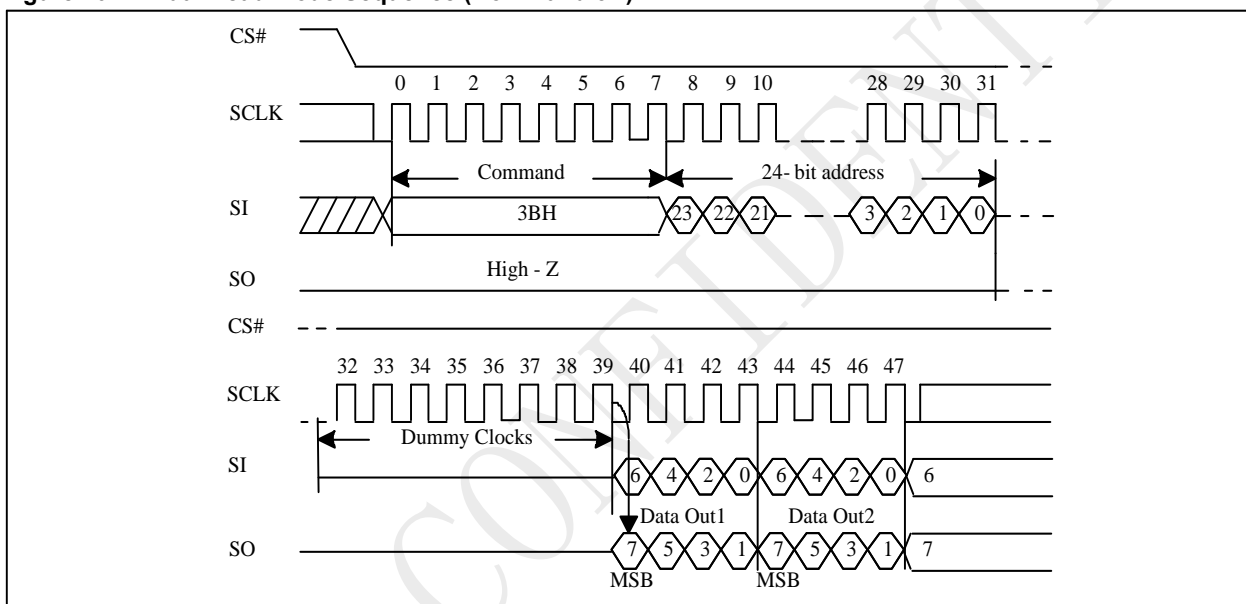 CS#
0 1 2 3 4 5 6 7 8 9 10 28 29 30 31
SCLK
Command 24- bit address
SI 3BH 23 22 21 3 2 1 0
High - Z
SO
CS#
32 33 34 35 36 37 38 39 40 41 42 43 44 45 46 47
SCLK
Dummy Clocks
SI 6 4 2 0 6 4 2 0 6
Data Out1 Data Out2
SO 7 5 3 1 7 5 3 1 7
MSB MSB
CONFIDENT